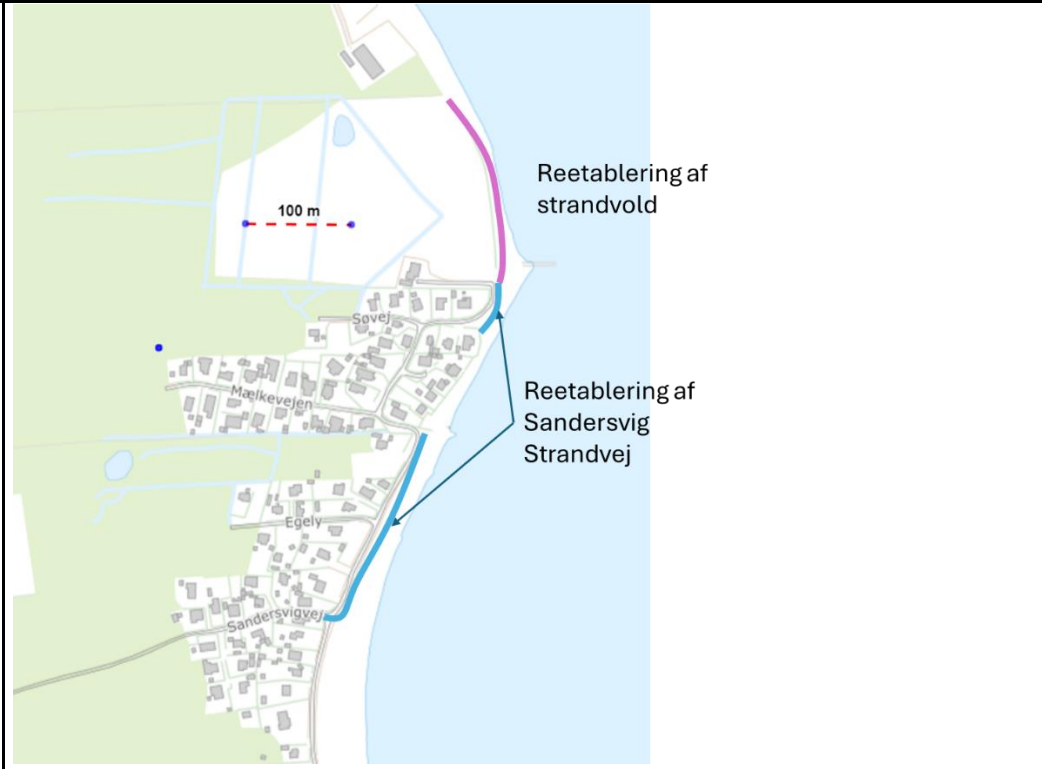 Reetablering af
strandvold
100 m
Søvej
Reetablering af
Sandersvig
Strandvej
Mælkevejen
Egely
Sandersvigvej